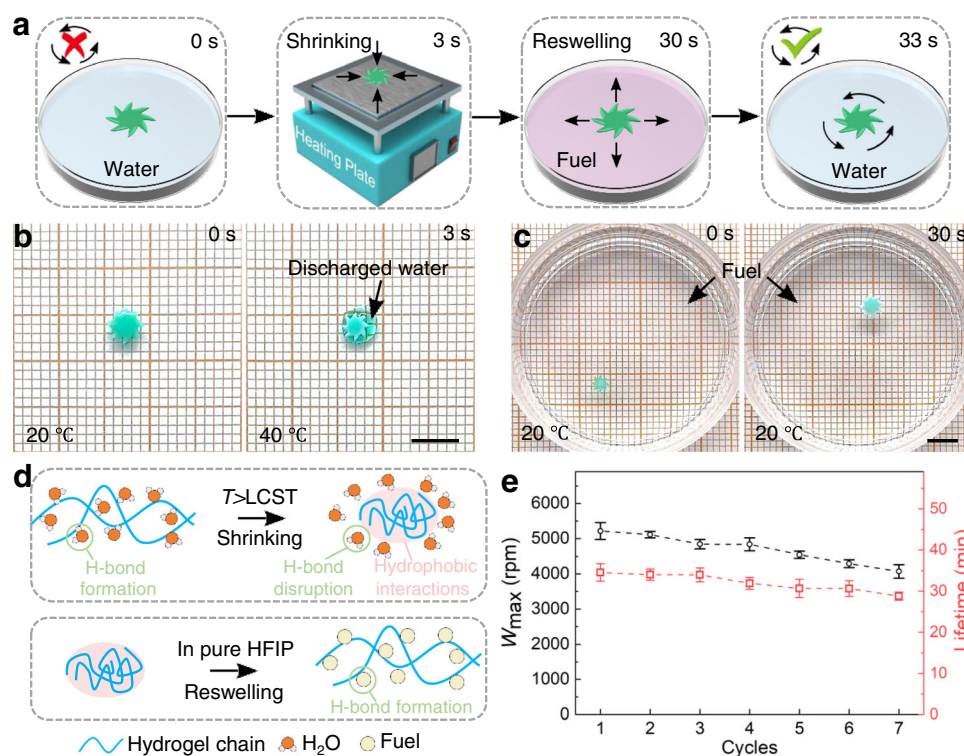 a
0 s
Water
Shrinking
3 s
Heating Plate
Reswelling
30 s
Fuel
33 s
Water
b
0 s
20 ℃
3 s
Discharged water
40 ℃
c
0 s
Fuel
20 ℃
30 s
20 ℃
d
T>LCST
Shrinking
H-bond
formation
H-bond
disruption
Hydrophobic
interactions
In pure HFIP
Reswelling
H-bond formation
Hydrogel chain
H₂O
Fuel
e
Wmax (rpm)
6000
5000
4000
3000
2000
1000
0
Lifetime (min)
50
40
30
20
10
0
1 2 3 4 5 6 7
Cycles